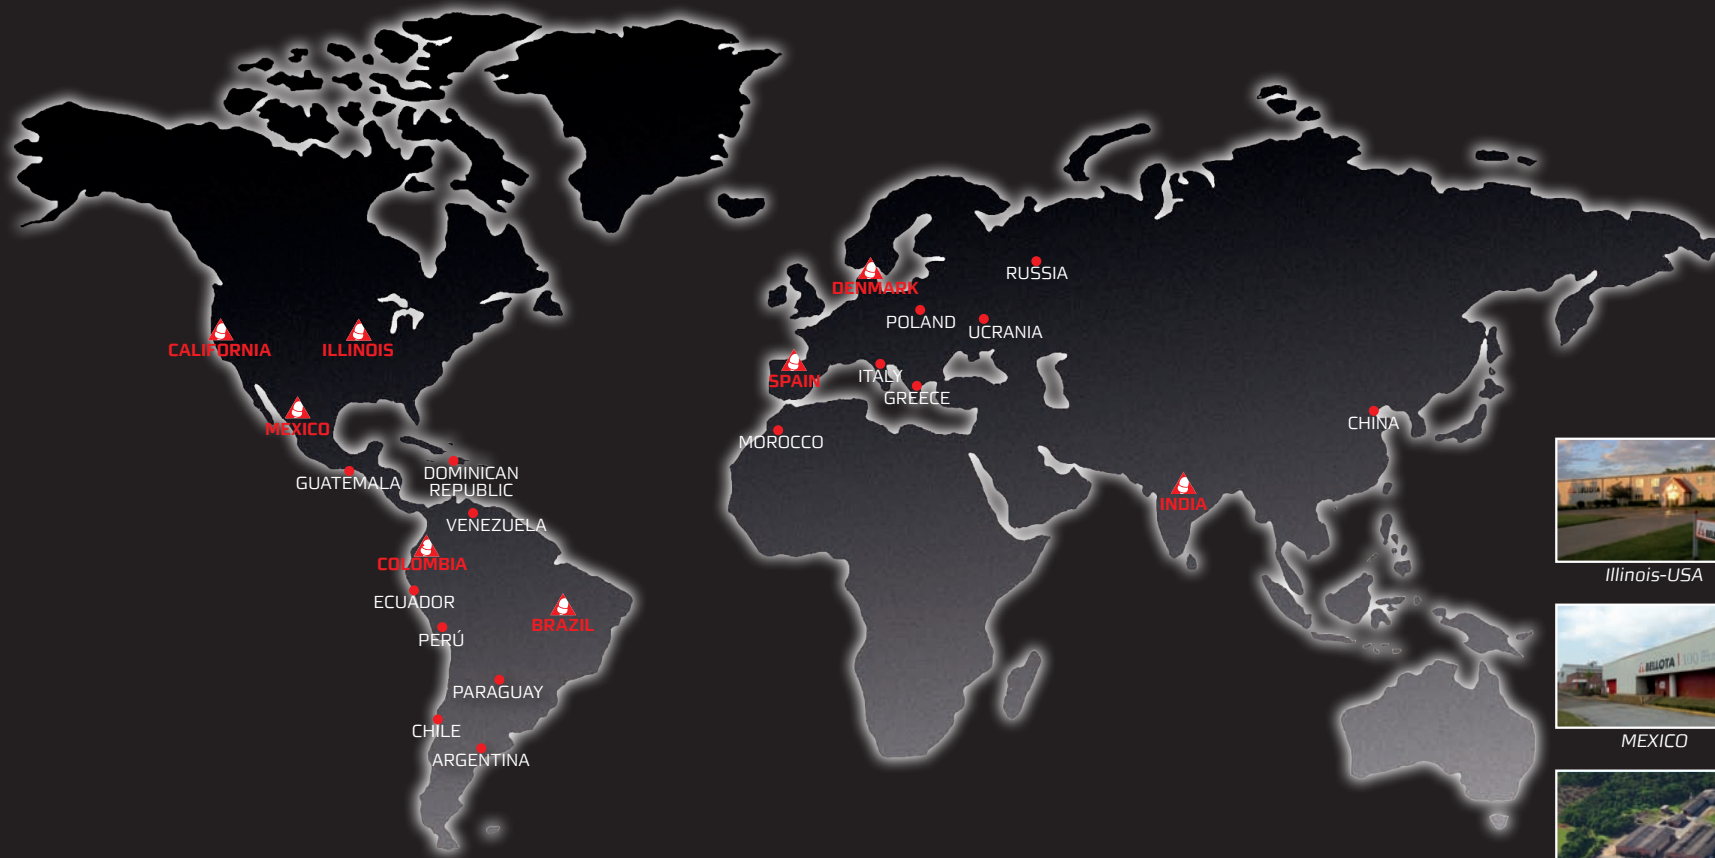 DENMARK
RUSSIA
POLAND
UCRANIA
CALIFORNIA
ILLINOIS
SPAIN
ITALY
GREECE
MEXICO
MOROCCO
CHINA
GUATEMALA
DOMINICAN
REPUBLIC
VENEZUELA
INDIA
COLOMBIA
ECUADOR
BRAZIL
PERÚ
PARAGUAY
CHILE
ARGENTINA
Illinois-USA
BELLOTA
MEXICO